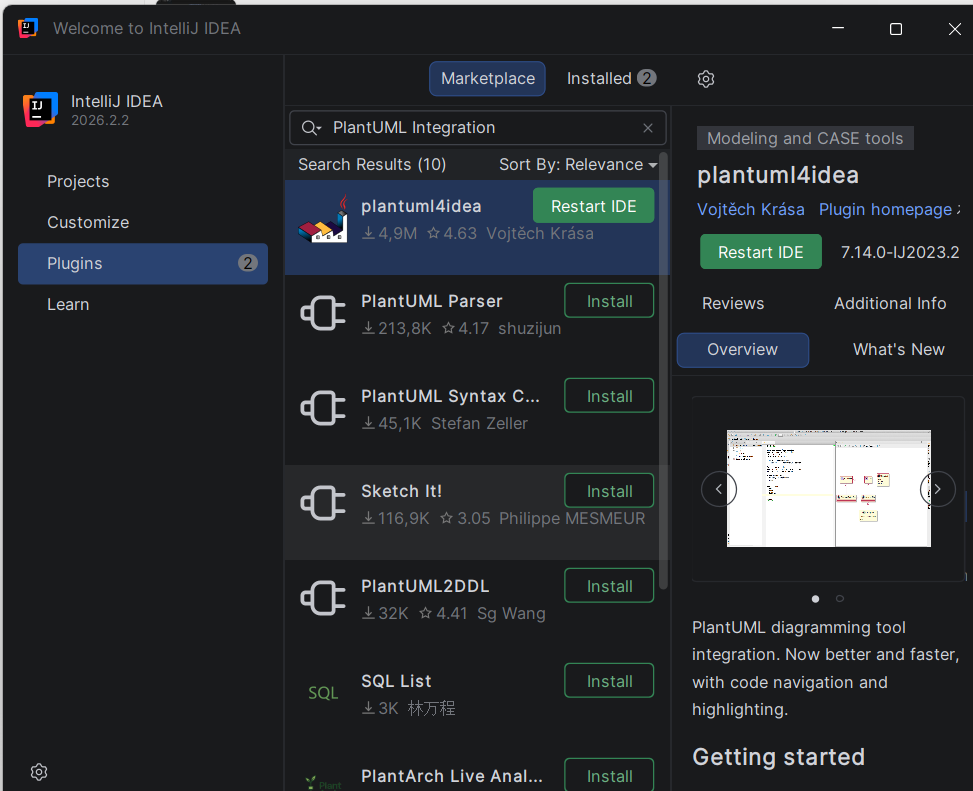 Welcome to IntelliJ IDEA
IntelliJ IDEA
2026.2.2
Projects
Customize
Plugins 2
Learn
Marketplace Installed 2
PlantUML Integration
Search Results (10) Sort By: Relevance
plantuml4idea Restart IDE
4,9M 4.63 Vojtěch Krása
PlantUML Parser Install
213,8K 4.17 shuzijun
PlantUML Syntax C... Install
45,1K Stefan Zeller
Sketch It! Install
116,9K 3.05 Philippe MESMEUR
PlantUML2DDL Install
32K 4.41 Sg Wang
SQL
SQL List Install
3K 林万程
Plant
PlantArch Live Anal... Install
Modeling and CASE tools
plantuml4idea
Vojtěch Krása Plugin homepage
Restart IDE 7.14.0-IJ2023.2
Reviews Additional Info
Overview What's New
PlantUML diagramming tool
integration. Now better and faster,
with code navigation and
highlighting.
Getting started